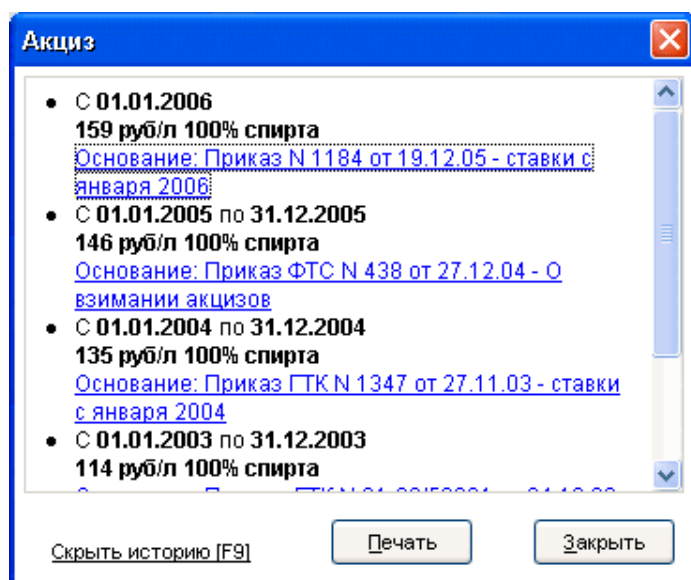 Акциз
С 01.01.2006
159 руб/л 100% спирта
Основание: Приказ N 1184 от 19.12.05 - ставки с
января 2006
С 01.01.2005 по 31.12.2005
146 руб/л 100% спирта
Основание: Приказ ФТС N 438 от 27.12.04 - О
взимании акцизов
С 01.01.2004 по 31.12.2004
135 руб/л 100% спирта
Основание: Приказ ГТК N 1347 от 27.11.03 - ставки
с января 2004
С 01.01.2003 по 31.12.2003
114 руб/л 100% спирта
Скрыть историю [F9]
Печать
Закрыть